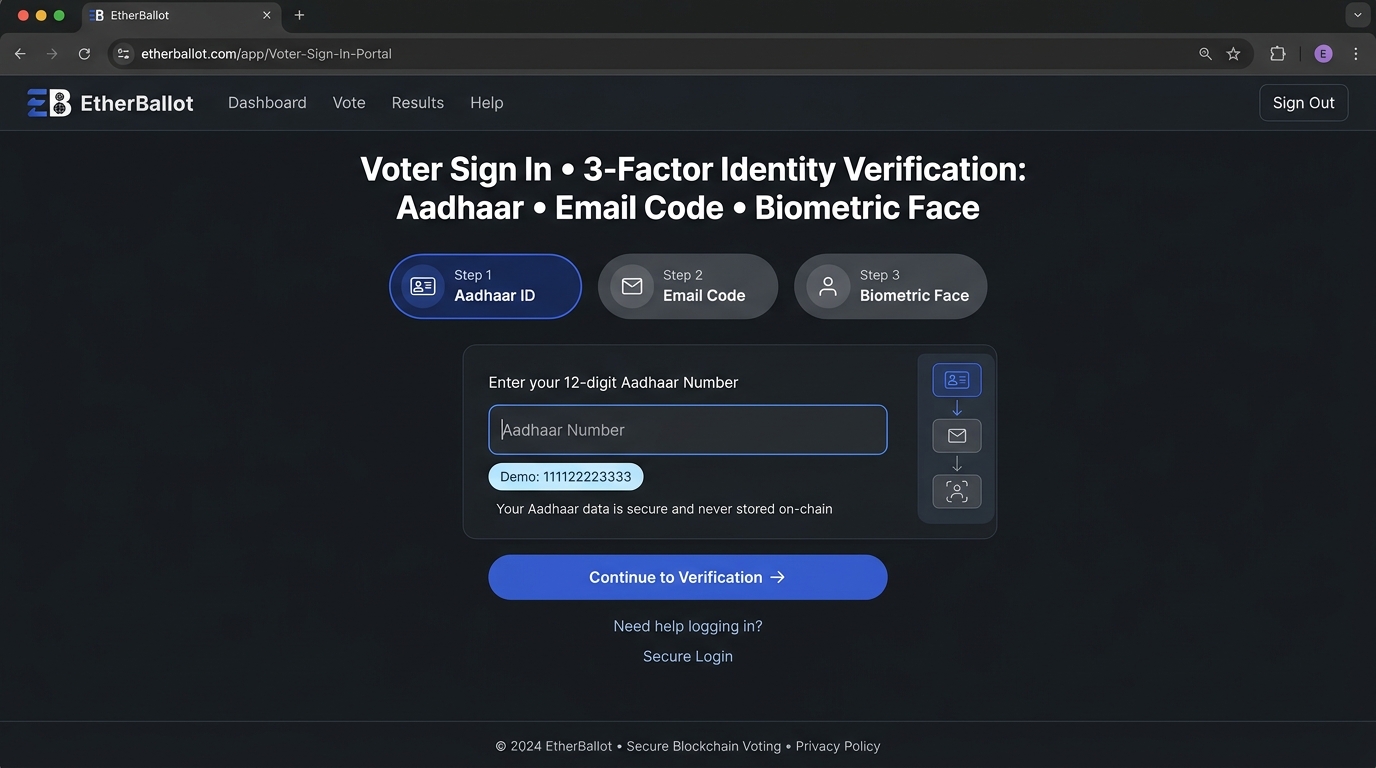 EtherBallot
etherballot.com/app/Voter-Sign-In-Portal
E
EB EtherBallot Dashboard Vote Results Help Sign Out
Voter Sign In • 3-Factor Identity Verification:
Aadhaar • Email Code • Biometric Face
Step 1
Aadhaar ID
Step 2
Email Code
Step 3
Biometric Face
Enter your 12-digit Aadhaar Number
Aadhaar Number
Demo: 111122223333
Your Aadhaar data is secure and never stored on-chain
Continue to Verification →
Need help logging in?
Secure Login
© 2024 EtherBallot • Secure Blockchain Voting • Privacy Policy